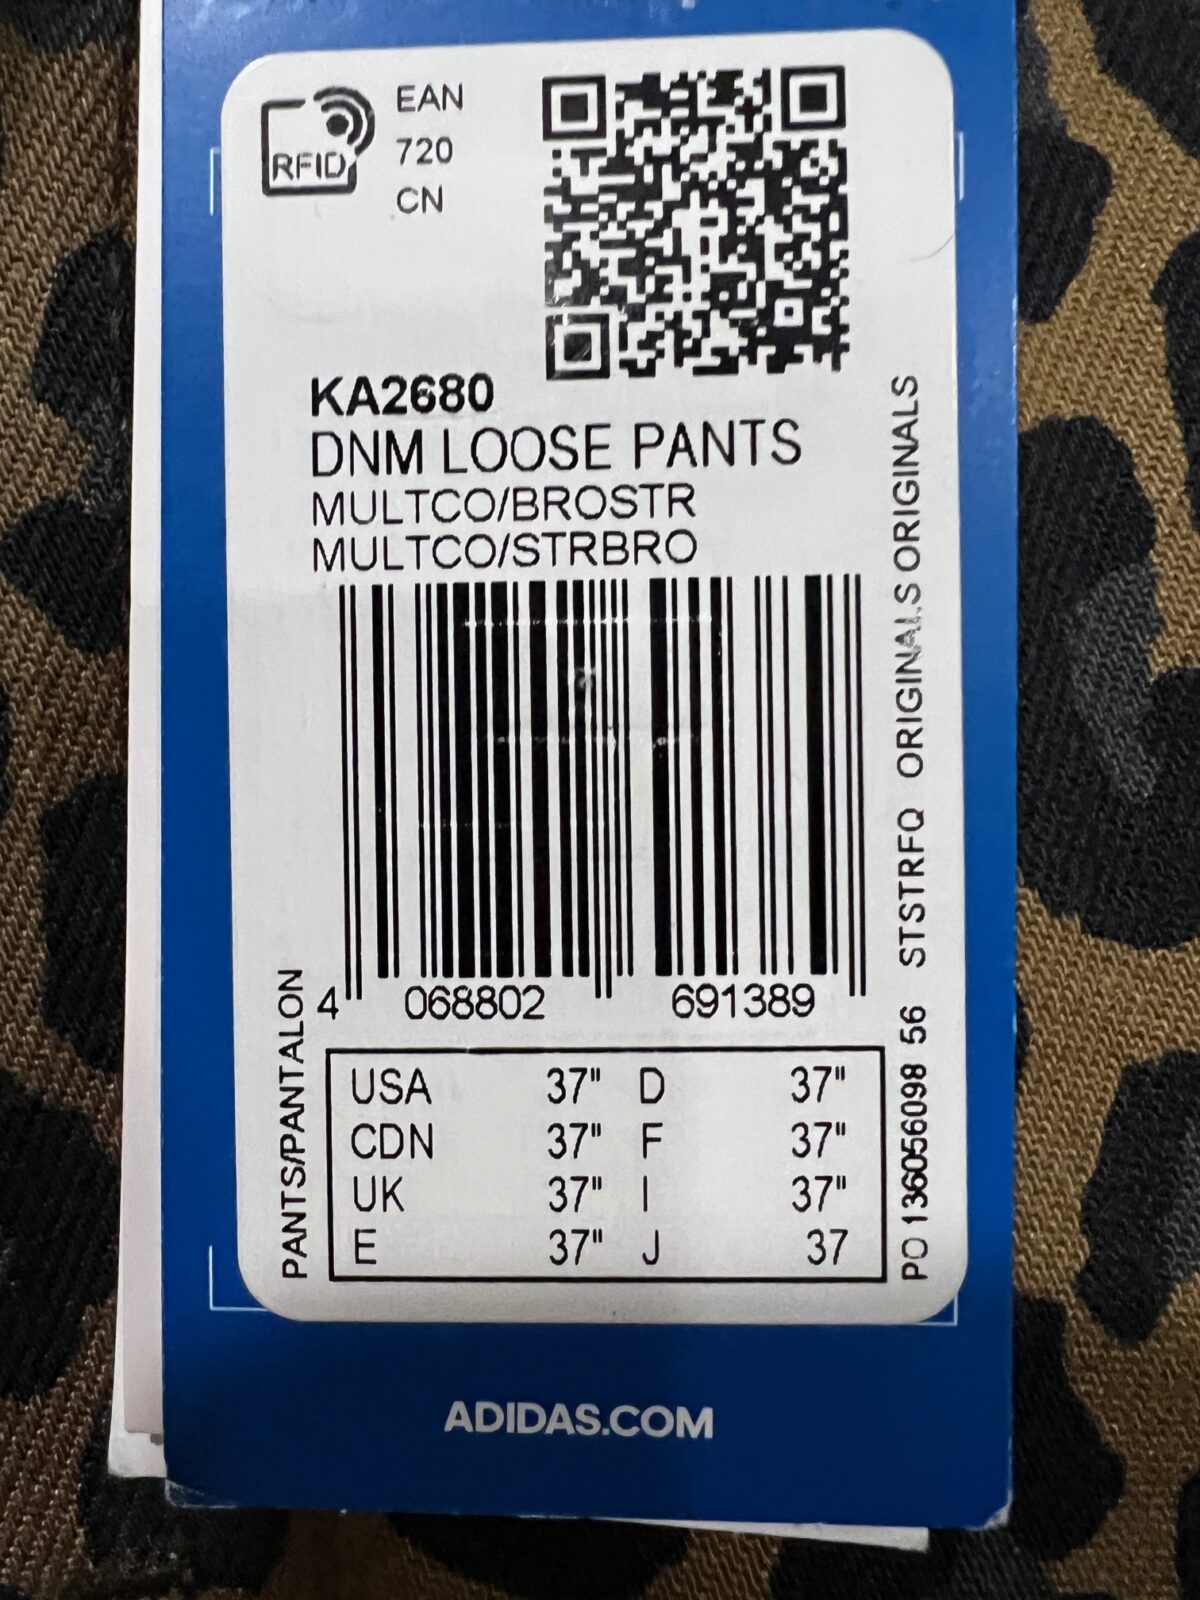 RFID
EAN
720
CN
KA2680
DNM LOOSE PANTS
MULTCO/BROSTR
MULTCO/STRBRO
4 068802 691389
PANTS/PANTALON
USA 37" D 37"
CDN 37" F 37"
UK 37" I 37"
E 37" J 37
PO 136056098 56 STSTRFQ ORIGINALS ORIGINALS
ADIDAS.COM